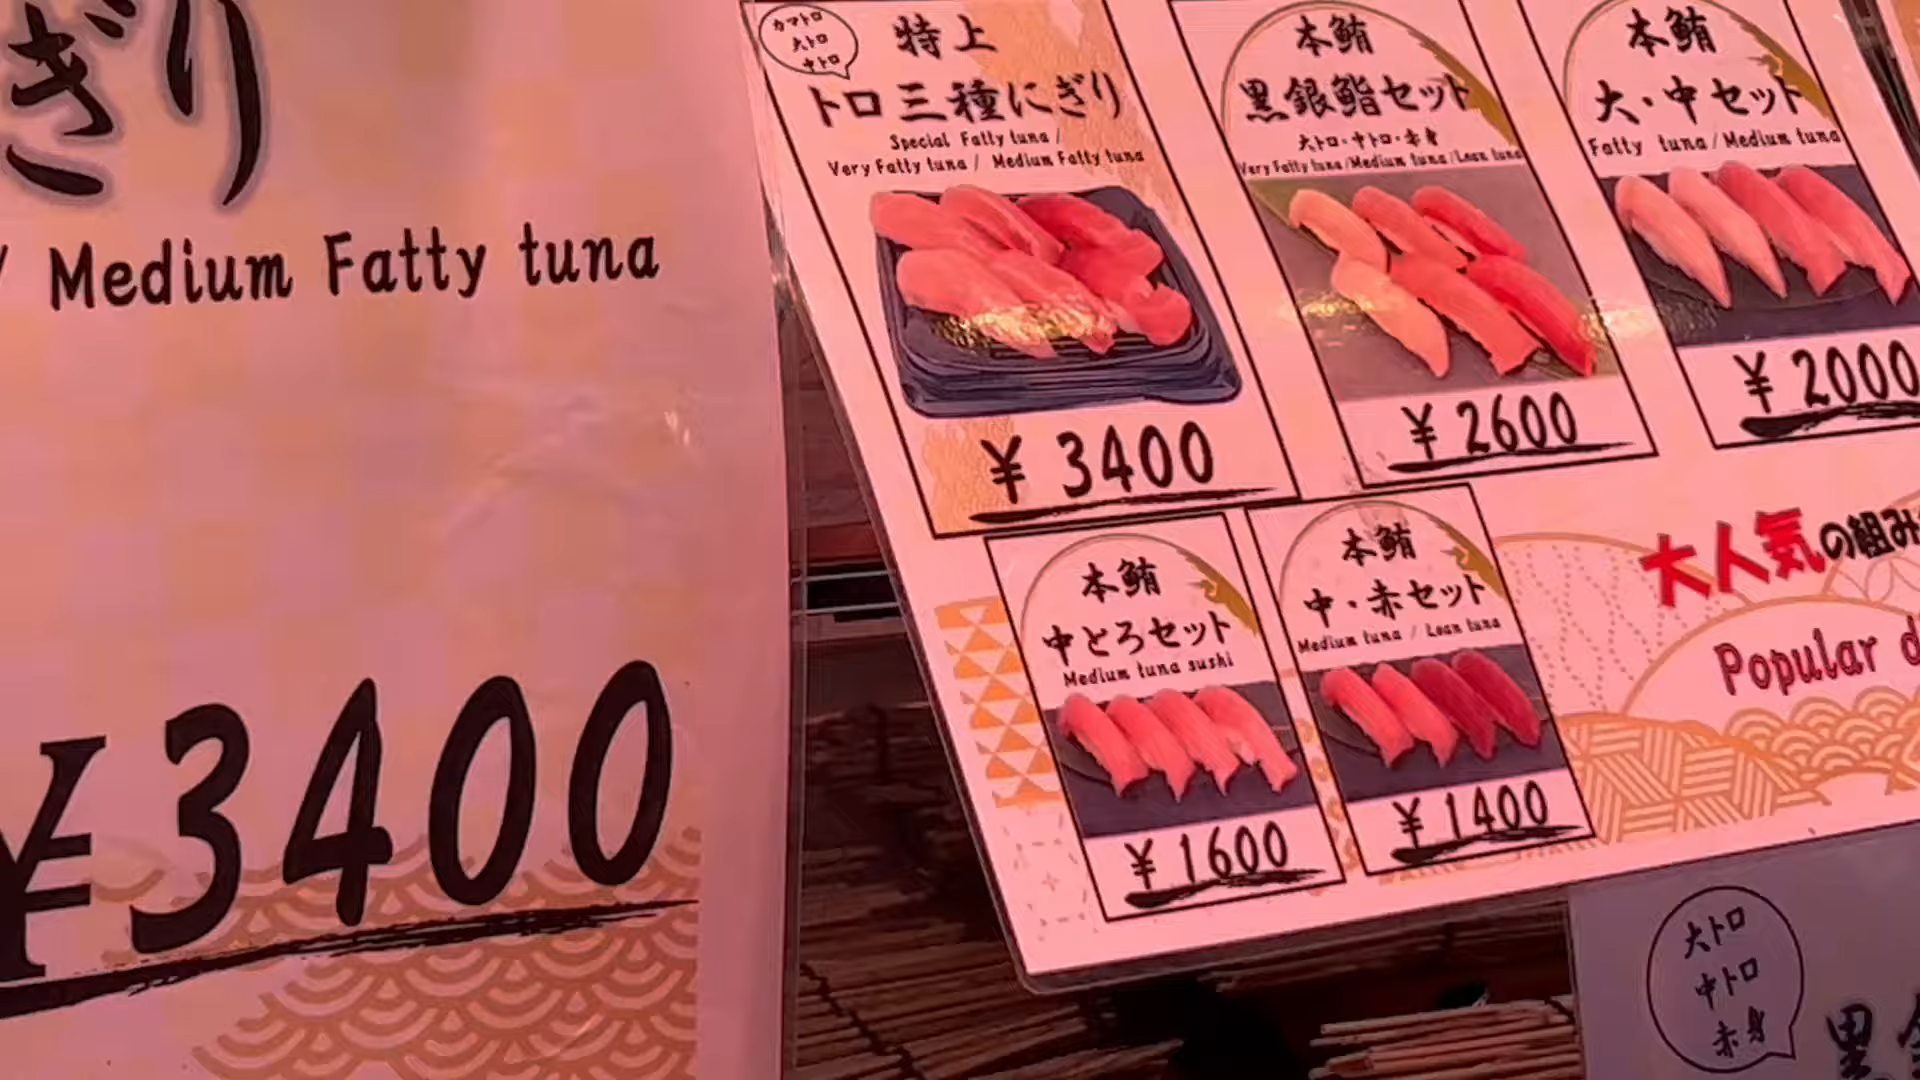 ぎり
/ Medium Fatty tuna
¥3400
カマトロ
大トロ
中トロ
特上
トロ三種にぎり
Special Fatty tuna /
Very Fatty tuna / Medium Fatty tuna
¥ 3400
本鮪
黒銀鮨セット
大トロ・中トロ・赤身
Very Fatty tuna/Medium tuna/Lean tuna
¥ 2600
本鮪
大・中セット
Fatty tuna/Medium tuna
¥ 2000
本鮪
中とろセット
Medium tuna sushi
¥ 1600
本鮪
中・赤セット
Medium tuna / Lean tuna
¥ 1400
大人気の組み
Popular d
大トロ
中トロ
赤身
黒